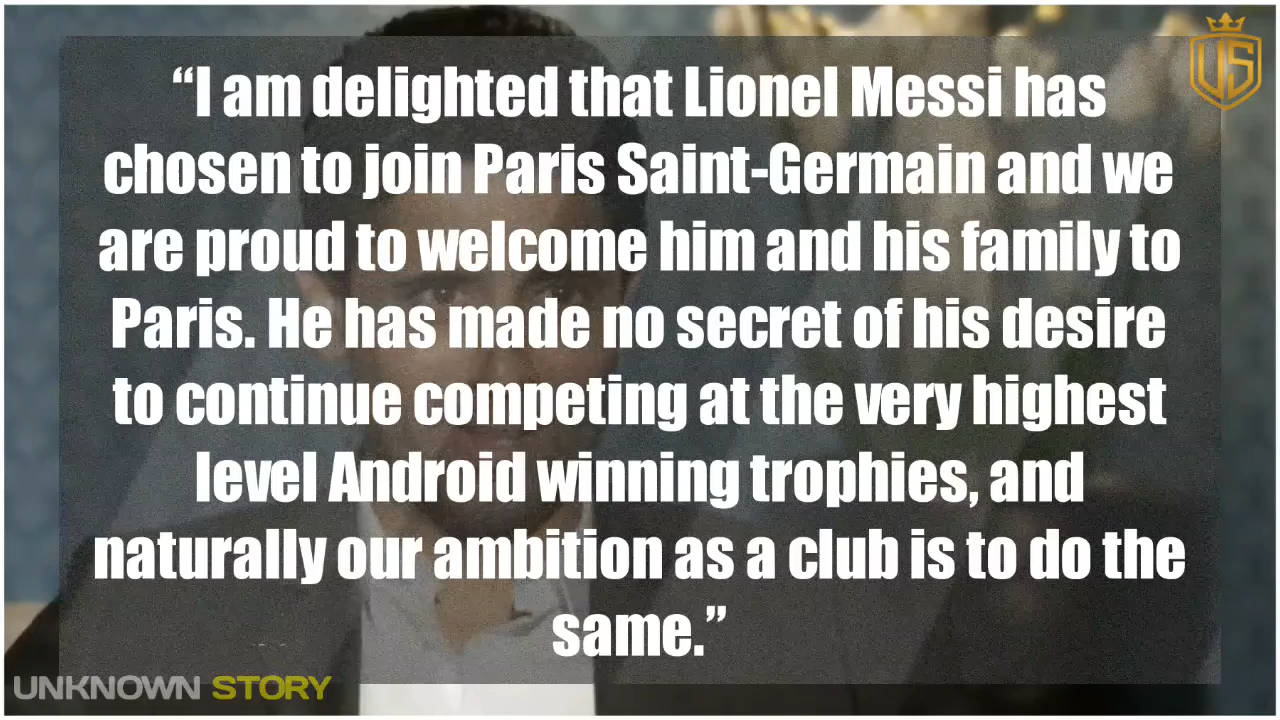 “I am delighted that Lionel Messi has
chosen to join Paris Saint-Germain and we
are proud to welcome him and his family to
Paris. He has made no secret of his desire
to continue competing at the very highest
level Android winning trophies, and
naturally our ambition as a club is to do the
same.”
US
UNKNOWN STORY